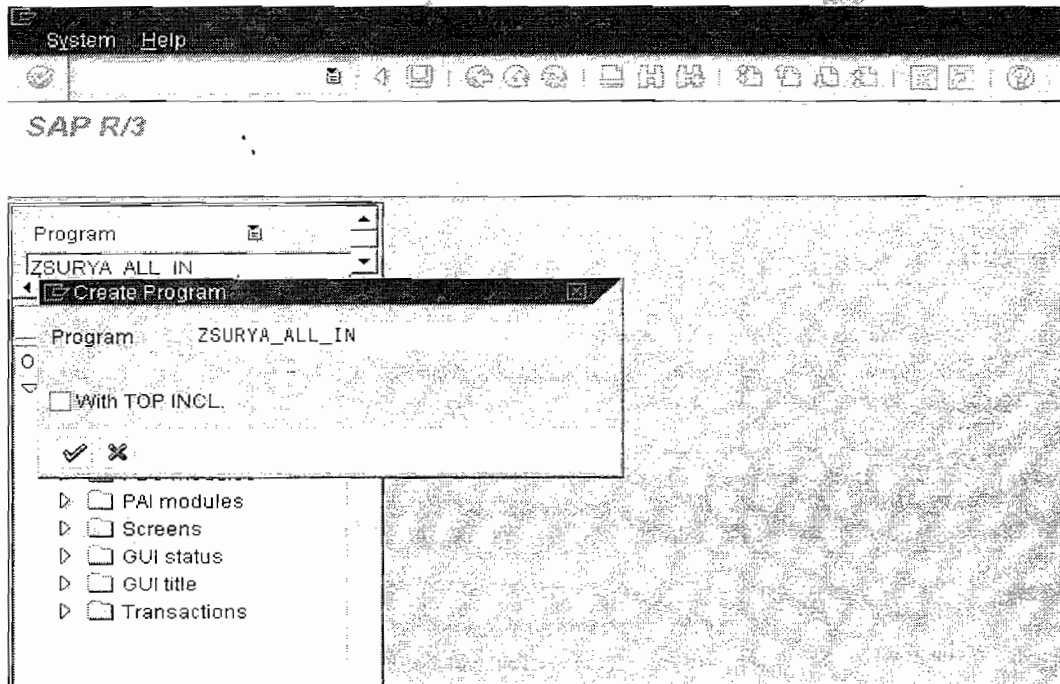 System Help
SAP R/3
Program
ZSURYA_ALL_IN
Create Program
Program ZSURYA_ALL_IN
With TOP INCL.
PAI modules
Screens
GUI status
GUI title
Transactions